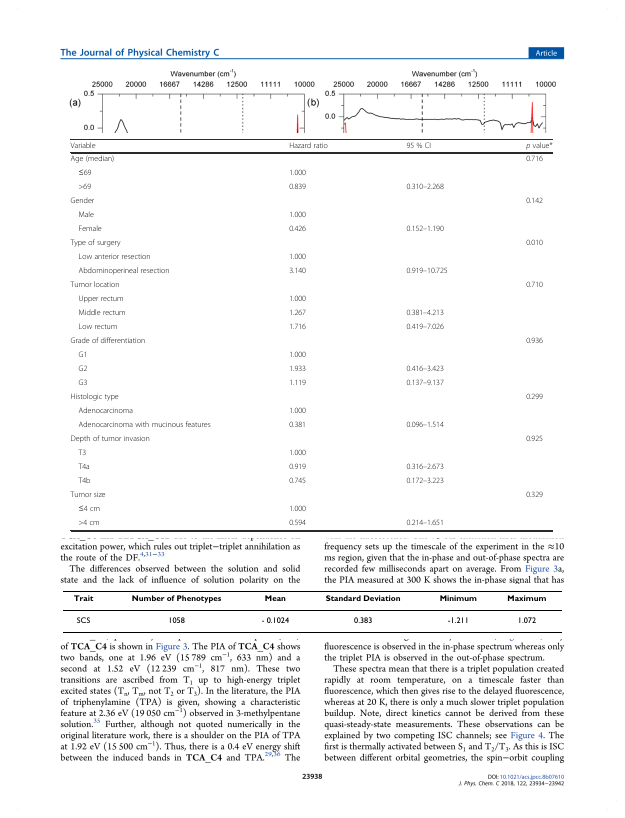 The Journal of Physical Chemistry C
Article
Wavenumber (cm⁻¹)
25000 20000 16667 14286 12500 11111 10000
(a)
0.5
0.0
Wavenumber (cm⁻¹)
25000 20000 16667 14286 12500 11111 10000
(b)
0.5
0.0
Variable Hazard ratio 95 % CI p value*
Age (median) 0.716
≤69 1.000
>69 0.839 0.310–2.268
Gender 0.142
Male 1.000
Female 0.426 0.152–1.190
Type of surgery 0.010
Low anterior resection 1.000
Abdominoperineal resection 3.140 0.919–10.725
Tumor location 0.710
Upper rectum 1.000
Middle rectum 1.267 0.381–4.213
Low rectum 1.716 0.419–7.026
Grade of differentiation 0.936
G1 1.000
G2 1.933 0.416–3.423
G3 1.119 0.137–9.137
Histologic type 0.299
Adenocarcinoma 1.000
Adenocarcinoma with mucinous features 0.381 0.096–1.514
Depth of tumor invasion 0.925
T3 1.000
T4a 0.919 0.316–2.673
T4b 0.745 0.172–3.223
Tumor size 0.329
≤4 cm 1.000
>4 cm 0.594 0.214–1.651
excitation power, which rules out triplet−triplet annihilation as
the route of the DF.4,31−33
The differences observed between the solution and solid
state and the lack of influence of solution polarity on the
frequency sets up the timescale of the experiment in the ≈10
ms region, given that the in-phase and out-of-phase spectra are
recorded few milliseconds apart on average. From Figure 3a,
the PIA measured at 300 K shows the in-phase signal that has
Trait Number of Phenotypes Mean Standard Deviation Minimum Maximum
SCS 1058 - 0.1024 0.383 -1.211 1.072
of TCA_C4 is shown in Figure 3. The PIA of TCA_C4 shows
two bands, one at 1.96 eV (15 789 cm⁻¹, 633 nm) and a
second at 1.52 eV (12 239 cm⁻¹, 817 nm). These two
transitions are ascribed from T₁ up to high-energy triplet
excited states (Tₙ, Tₘ, not T₂ or T₃). In the literature, the PIA
of triphenylamine (TPA) is given, showing a characteristic
feature at 2.36 eV (19 050 cm⁻¹) observed in 3-methylpentane
solution.35 Further, although not quoted numerically in the
original literature work, there is a shoulder on the PIA of TPA
at 1.92 eV (15 500 cm⁻¹). Thus, there is a 0.4 eV energy shift
between the induced bands in TCA_C4 and TPA.29,36 The
fluorescence is observed in the in-phase spectrum whereas only
the triplet PIA is observed in the out-of-phase spectrum.
These spectra mean that there is a triplet population created
rapidly at room temperature, on a timescale faster than
fluorescence, which then gives rise to the delayed fluorescence,
whereas at 20 K, there is only a much slower triplet population
buildup. Note, direct kinetics cannot be derived from these
quasi-steady-state measurements. These observations can be
explained by two competing ISC channels; see Figure 4. The
first is thermally activated between S₁ and T₂/T₃. As this is ISC
between different orbital geometries, the spin−orbit coupling
23938
DOI: 10.1021/acs.jpcc.8b07610
J. Phys. Chem. C 2018, 122, 23934−23942